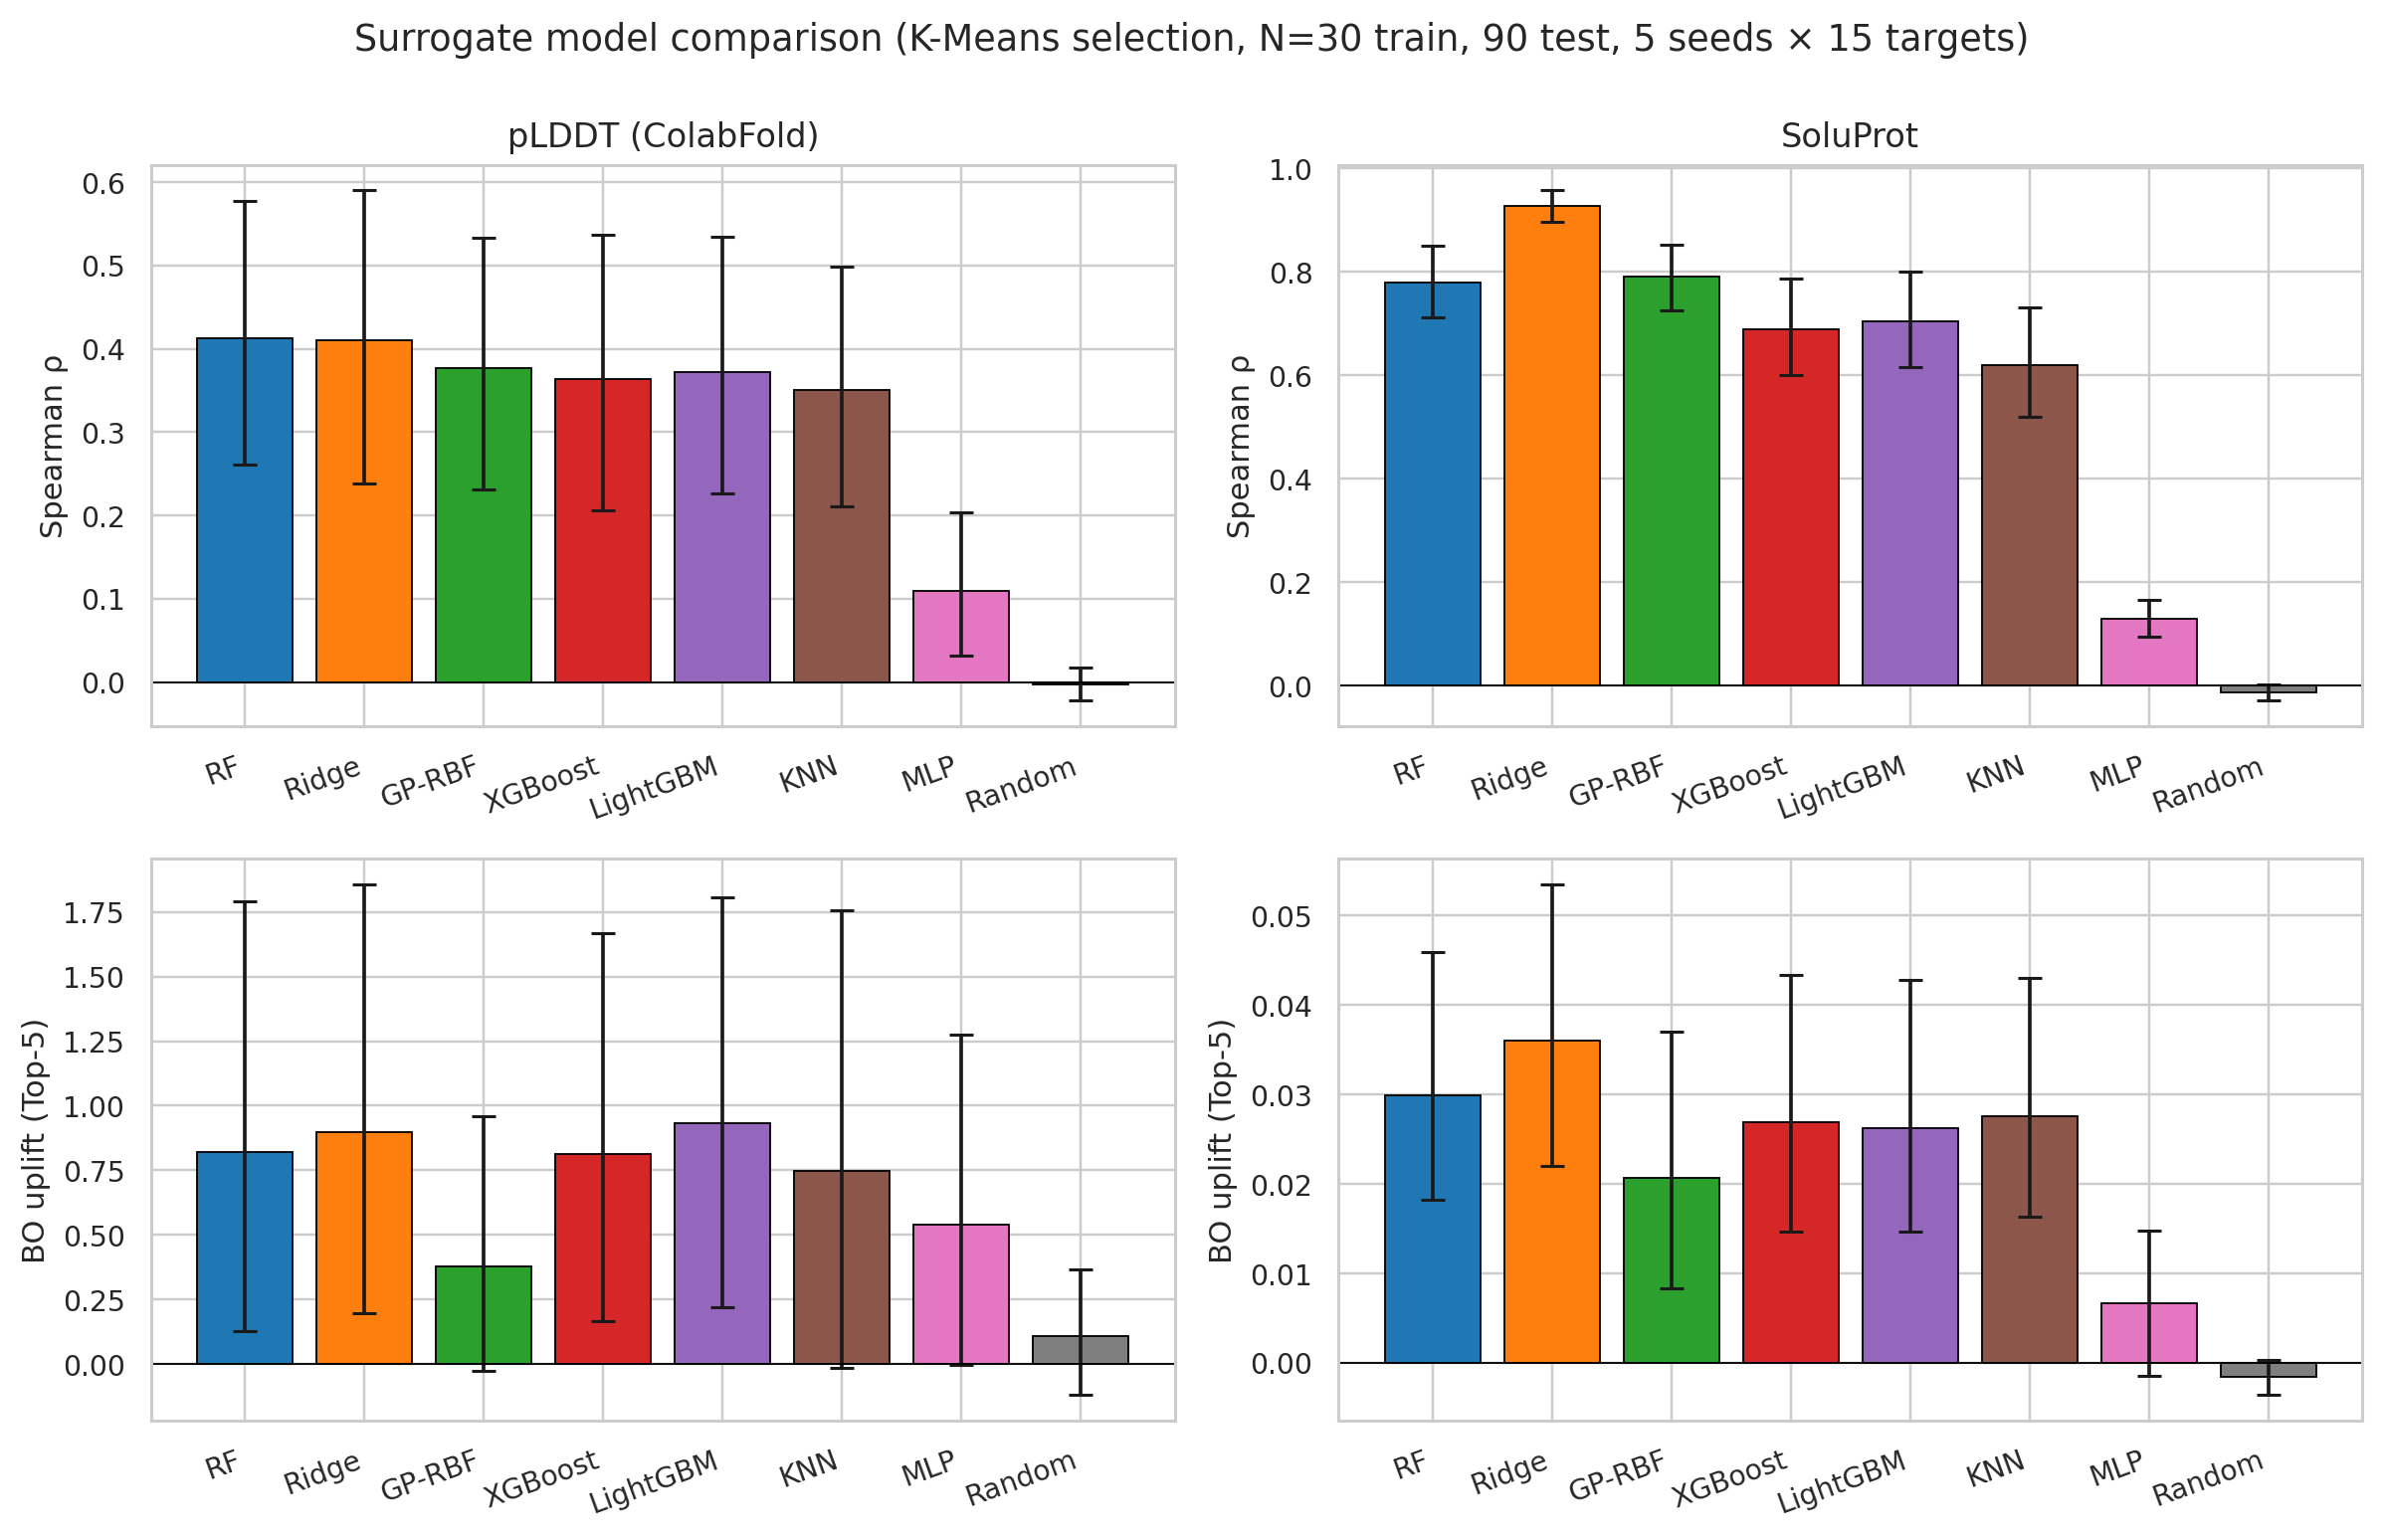 Surrogate model comparison (K-Means selection, N=30 train, 90 test, 5 seeds × 15 targets)
pLDDT (ColabFold)
Spearman ρ
0.6
0.5
0.4
0.3
0.2
0.1
0.0
RF
Ridge
GP-RBF
XGBoost
LightGBM
KNN
MLP
Random
SoluProt
Spearman ρ
1.0
0.8
0.6
0.4
0.2
0.0
RF
Ridge
GP-RBF
XGBoost
LightGBM
KNN
MLP
Random
BO uplift (Top-5)
1.75
1.50
1.25
1.00
0.75
0.50
0.25
0.00
RF
Ridge
GP-RBF
XGBoost
LightGBM
KNN
MLP
Random
BO uplift (Top-5)
0.05
0.04
0.03
0.02
0.01
0.00
RF
Ridge
GP-RBF
XGBoost
LightGBM
KNN
MLP
Random